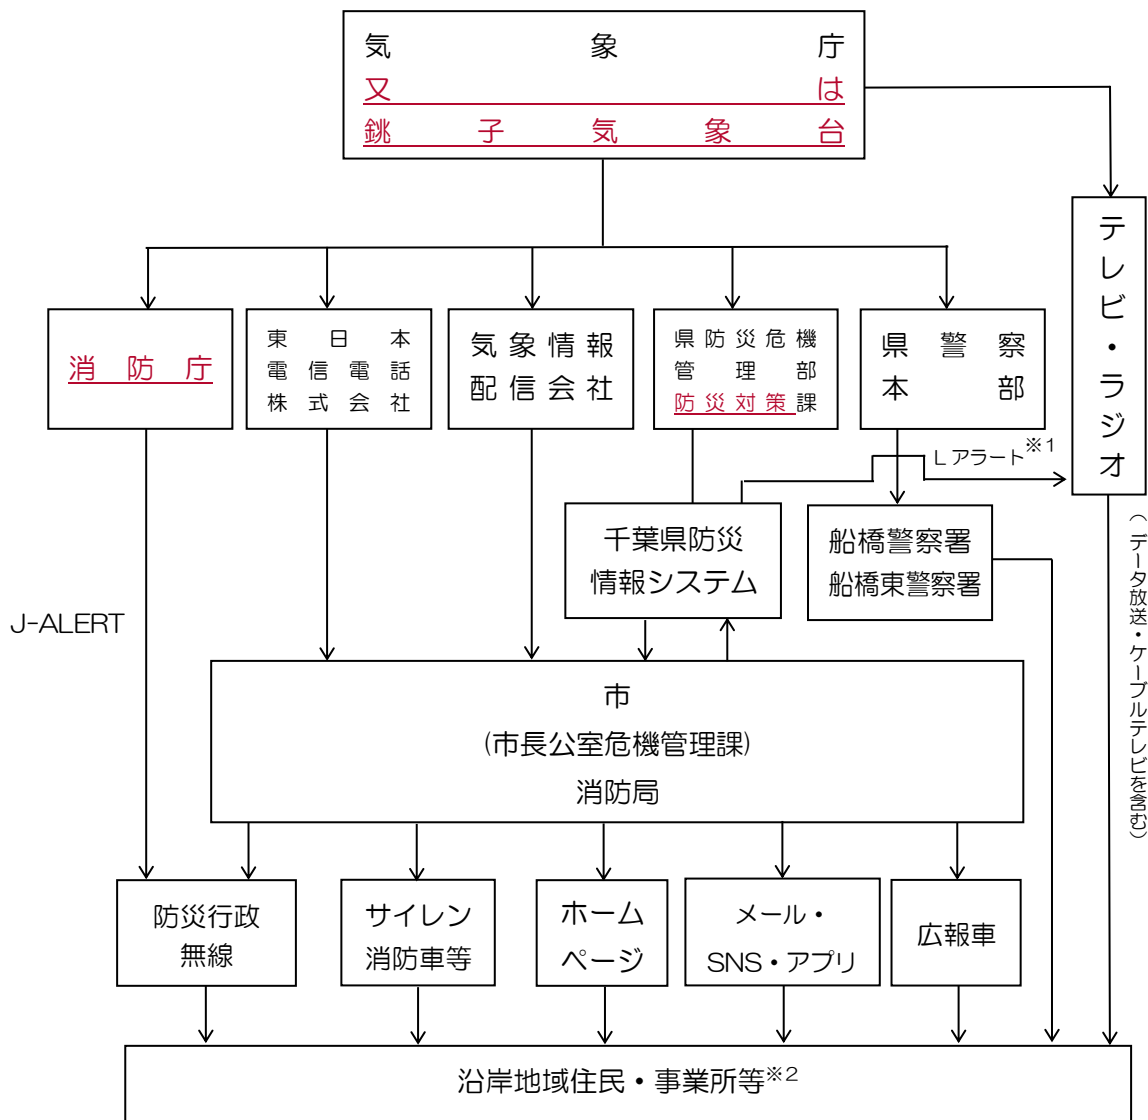 気象庁
又は
銚子気象台
テレビ・ラジオ
(データ放送・ケーブルテレビを含む)
消防庁
東日本
電信電話
株式会社
気象情報
配信会社
県防災危機
管理部
防災対策課
県警察
本部
Lアラート※1
千葉県防災
情報システム
船橋警察署
船橋東警察署
J-ALERT
市
(市長公室危機管理課)
消防局
防災行政
無線
サイレン
消防車等
ホーム
ページ
メール・
SNS・アプリ
広報車
沿岸地域住民・事業所等※2